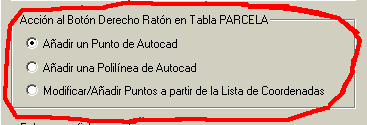 Acción al Botón Derecho Ratón en Tabla PARCELA
Añadir un Punto de Autocad
Añadir una Polilínea de Autocad
Modificar/Añadir Puntos a partir de la Lista de Coordenadas